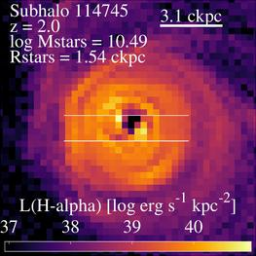 Subhalo 114745
z = 2.0
log Mstars = 10.49
Rstars = 1.54 ckpc
3.1 ckpc
L(H-alpha) [log erg s⁻¹ kpc⁻²]
37 38 39 40